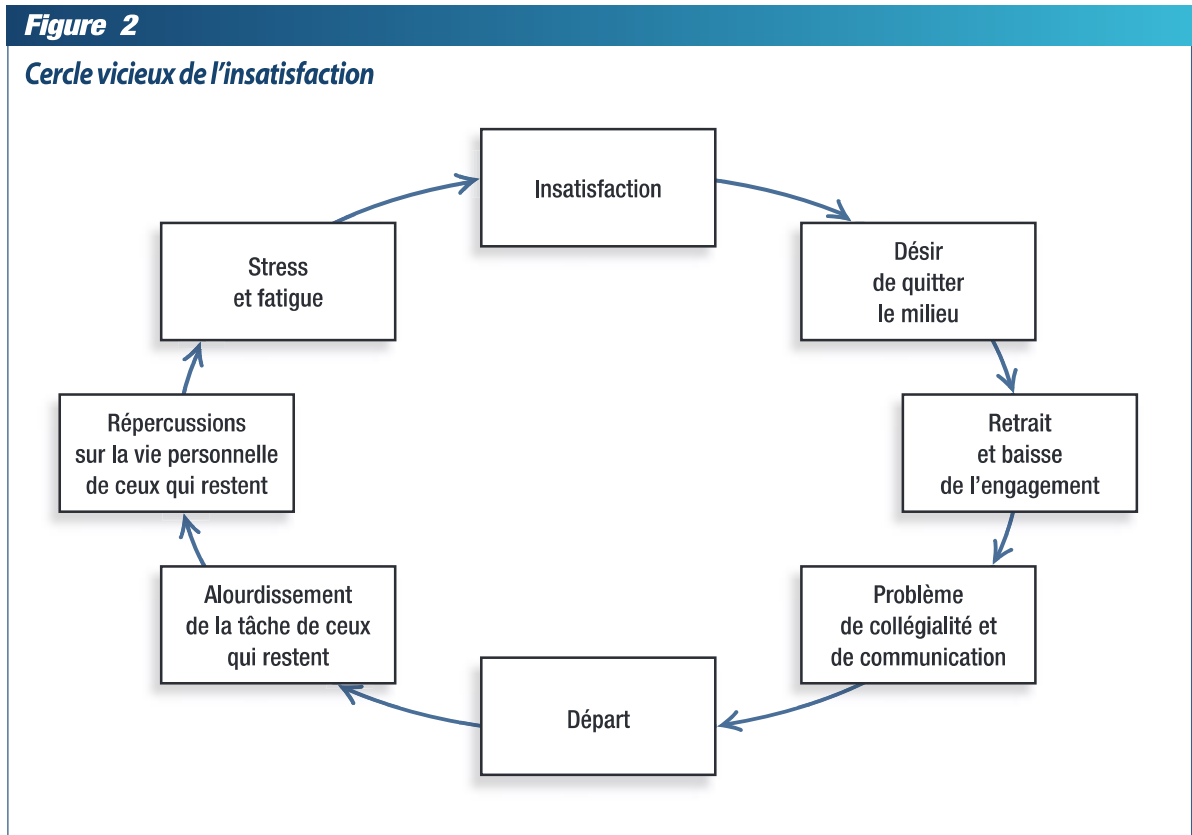 Figure 2
Cercle vicieux de l’insatisfaction
Insatisfaction
Désir
de quitter
le milieu
Retrait
et baisse
de l’engagement
Problème
de collégialité et
de communication
Départ
Alourdissement
de la tâche de ceux
qui restent
Répercussions
sur la vie personnelle
de ceux qui restent
Stress
et fatigue